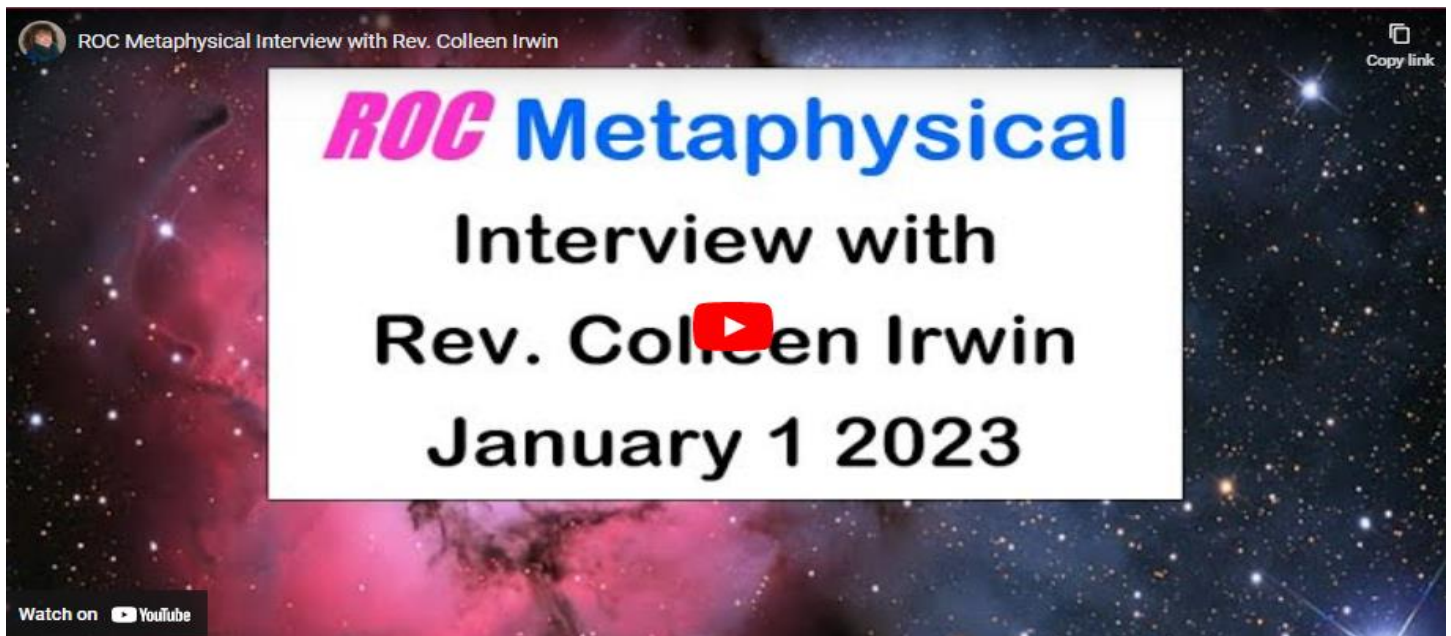 ROC Metaphysical Interview with Rev. Colleen Irwin
Copy link
ROC Metaphysical
Interview with
Rev. Colleen Irwin
January 1 2023
Watch on YouTube